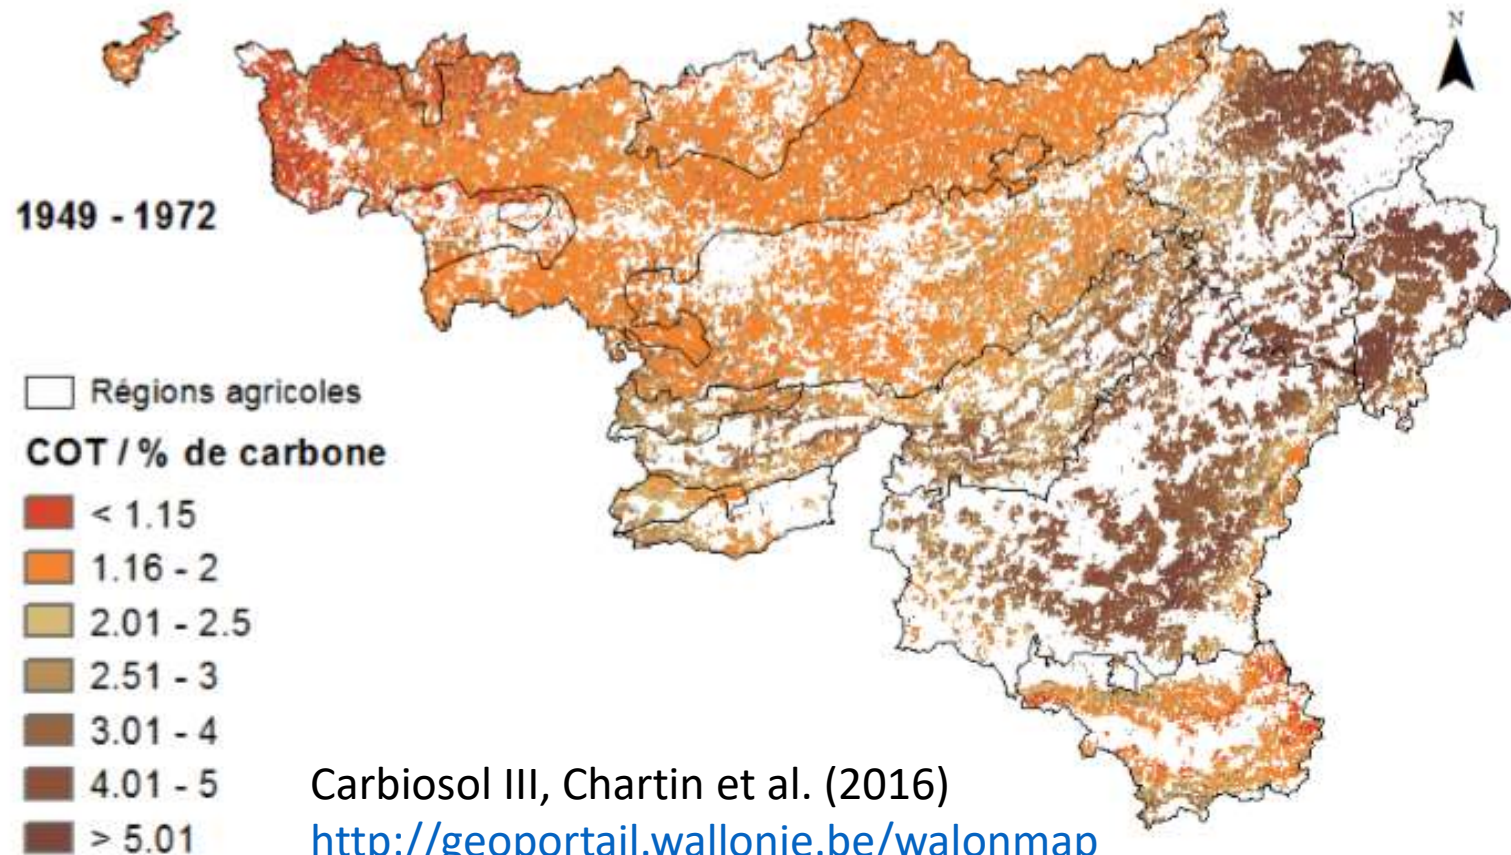 N
1949 - 1972
Régions agricoles
COT / % de carbone
< 1.15
1.16 - 2
2.01 - 2.5
2.51 - 3
3.01 - 4
4.01 - 5
> 5.01
Carbiosol III, Chartin et al. (2016)
http://geoportail.wallonie.be/walonmap